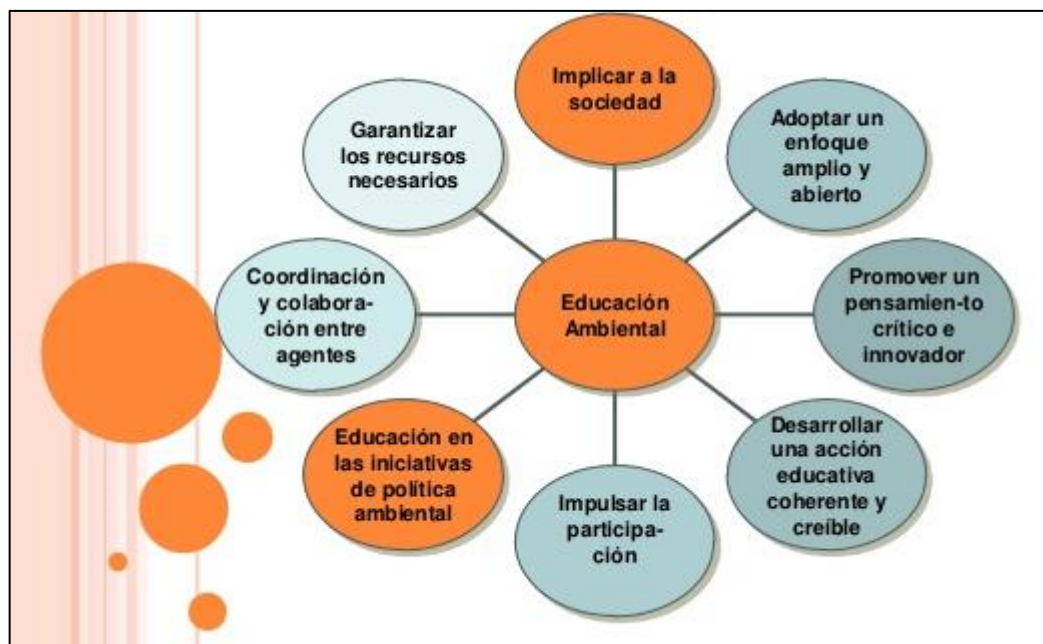 Implicar a la
sociedad
Adoptar un
enfoque
amplio y
abierto
Promover un
pensamien-to
crítico e
innovador
Desarrollar
una acción
educativa
coherente y
creíble
Impulsar la
participa-
ción
Educación en
las iniciativas
de política
ambiental
Coordinación
y colabora-
ción entre
agentes
Garantizar
los recursos
necesarios
Educación
Ambiental